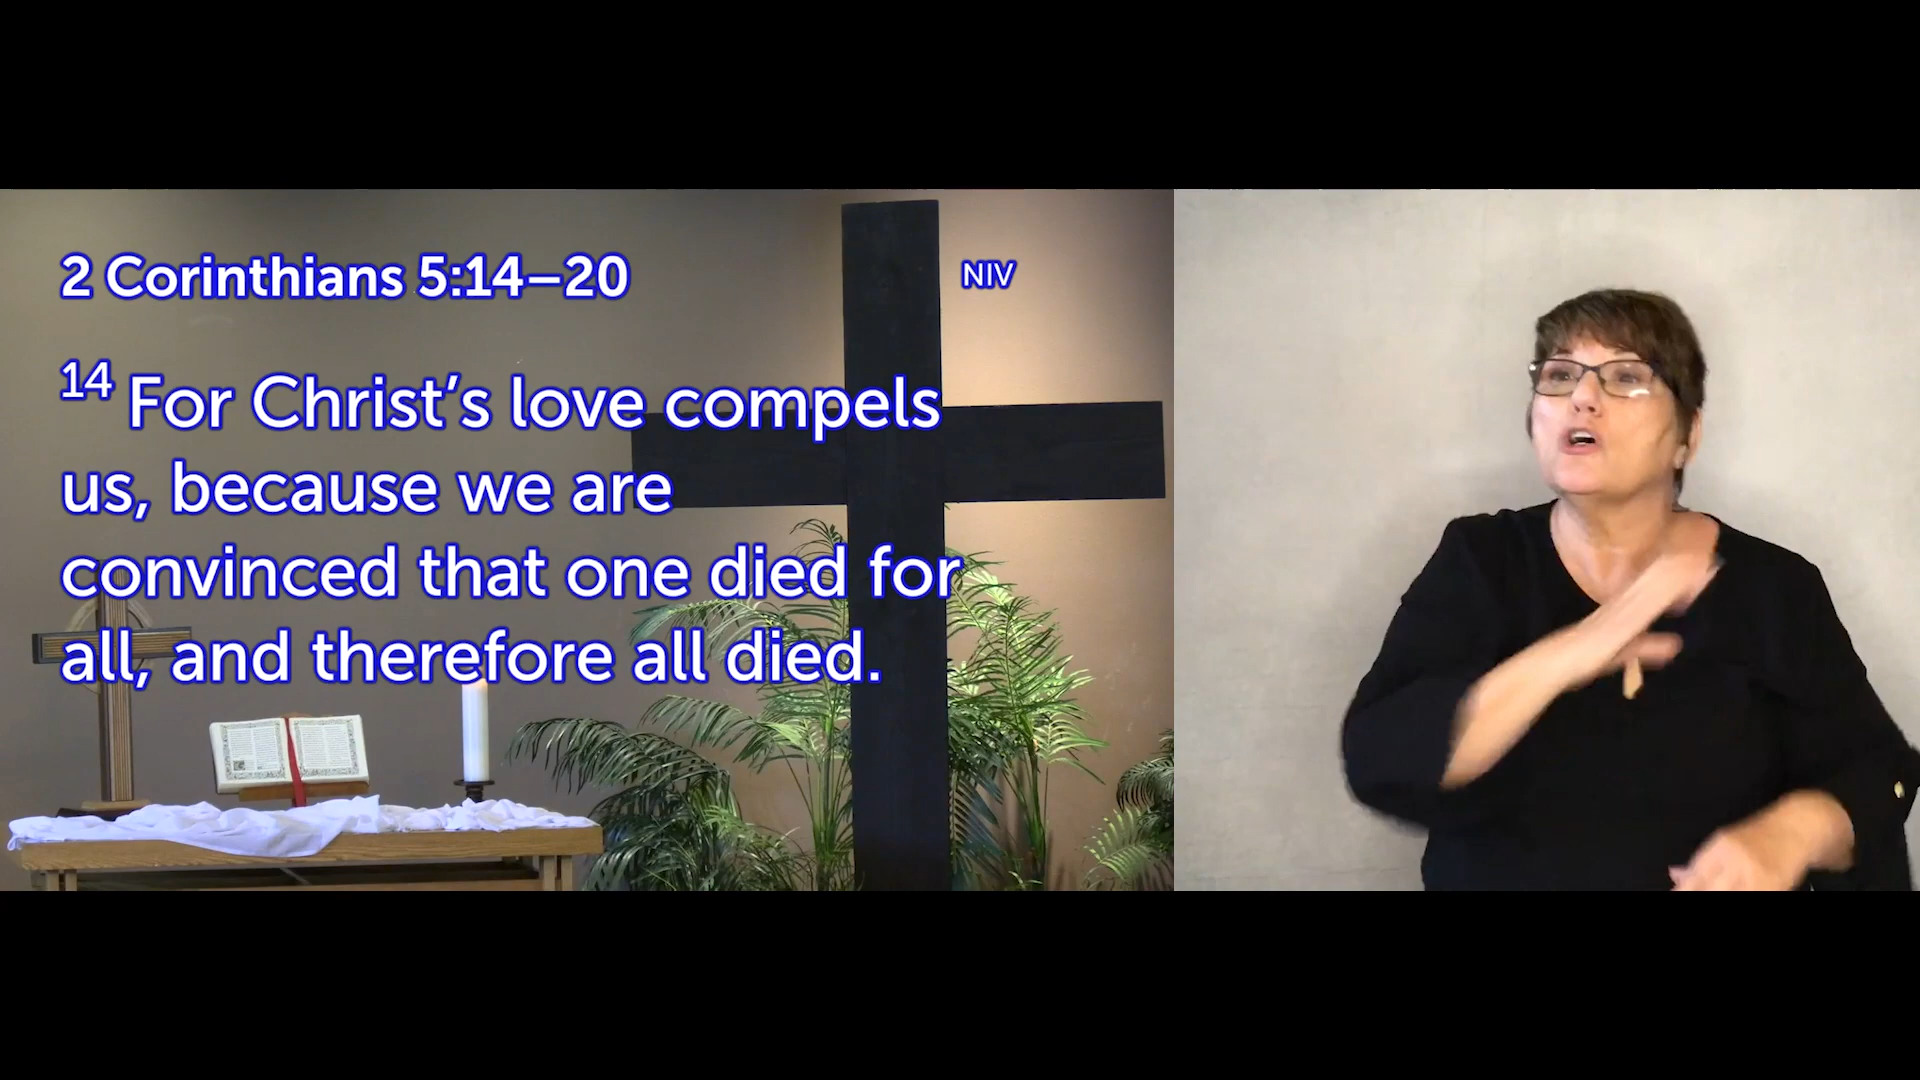 2 Corinthians 5:14–20 NIV
14 For Christ’s love compels
us, because we are
convinced that one died for
all, and therefore all died.